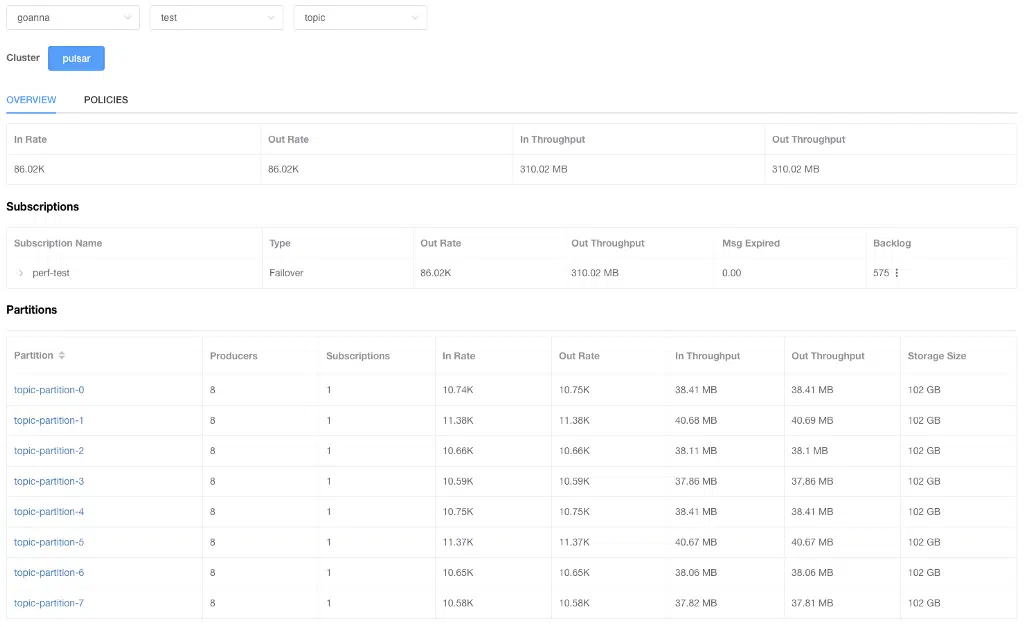 goanna test topic
Cluster pulsar
OVERVIEW POLICIES
In Rate Out Rate In Throughput Out Throughput
86.02K 86.02K 310.02 MB 310.02 MB
Subscriptions
Subscription Name Type Out Rate Out Throughput Msg Expired Backlog
perf-test Failover 86.02K 310.02 MB 0.00 575
Partitions
Partition Producers Subscriptions In Rate Out Rate In Throughput Out Throughput Storage Size
topic-partition-0 8 1 10.74K 10.75K 38.41 MB 38.41 MB 102 GB
topic-partition-1 8 1 11.38K 11.38K 40.68 MB 40.69 MB 102 GB
topic-partition-2 8 1 10.66K 10.66K 38.11 MB 38.1 MB 102 GB
topic-partition-3 8 1 10.59K 10.59K 37.86 MB 37.86 MB 102 GB
topic-partition-4 8 1 10.75K 10.75K 38.41 MB 38.41 MB 102 GB
topic-partition-5 8 1 11.37K 11.37K 40.67 MB 40.67 MB 102 GB
topic-partition-6 8 1 10.65K 10.65K 38.06 MB 38.06 MB 102 GB
topic-partition-7 8 1 10.58K 10.58K 37.82 MB 37.81 MB 102 GB